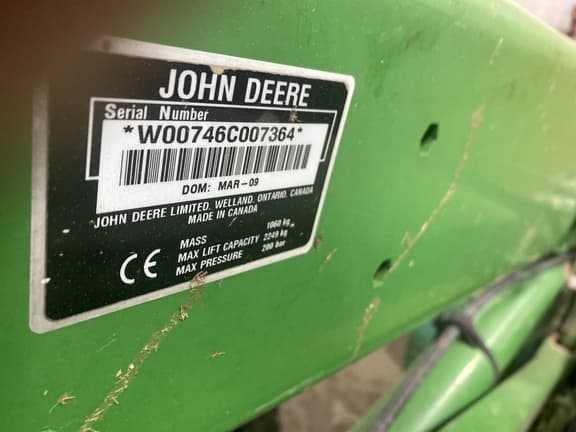 JOHN DEERE
Serial Number
*W00746C007364*
DOM: MAR-09
JOHN DEERE LIMITED, WELLAND, ONTARIO, CANADA
MADE IN CANADA
MASS 1060 kg
MAX LIFT CAPACITY 2249 kg
MAX PRESSURE 200 bar
CE